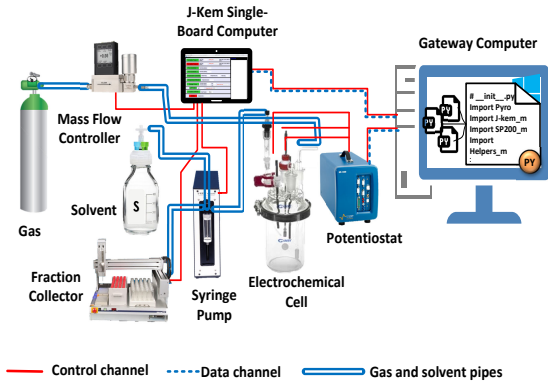 J-Kem Single-
Board Computer
Gateway Computer
# __init__.py
Import Pyro
Import J-kem_m
Import SP200_m
Import
Helpers_m
:
PY
PY
PY
PY
Mass Flow
Controller
Solvent
S
Gas
Potentiostat
Fraction
Collector
Syringe
Pump
Electrochemical
Cell
Control channel
Data channel
Gas and solvent pipes